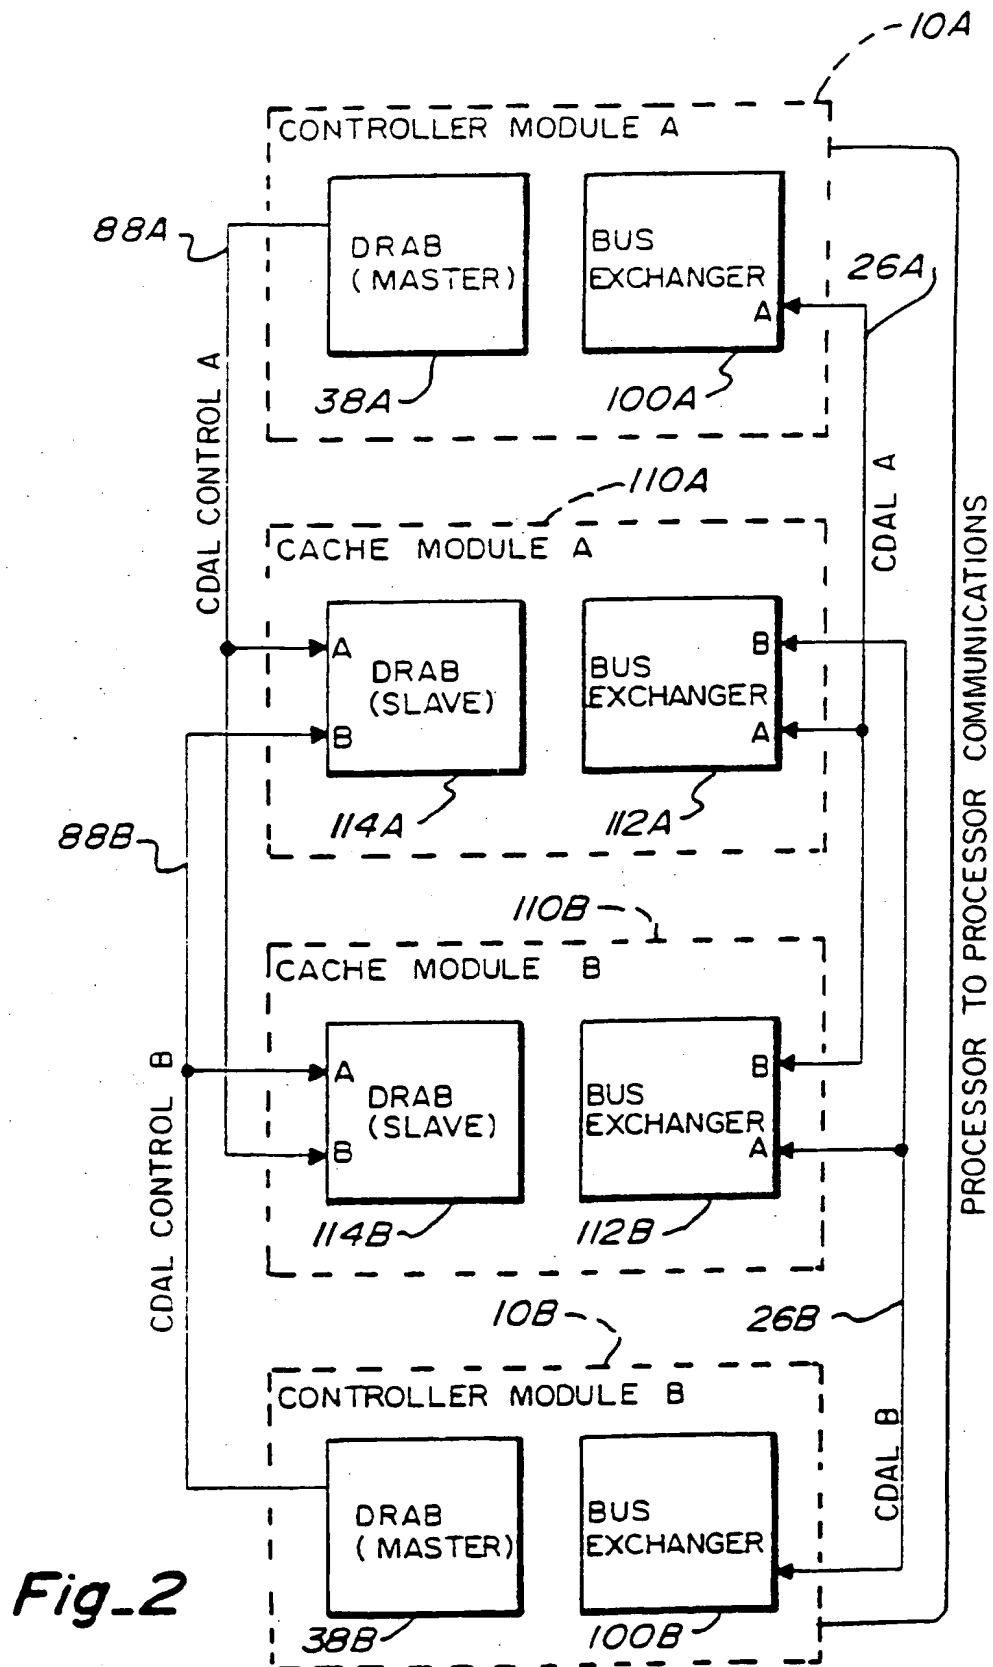 10A
CONTROLLER MODULE A
88A
DRAB
(MASTER)
BUS
EXCHANGER
A
26A
38A
100A
CDAL CONTROL A
CDAL A
110A
CACHE MODULE A
A
DRAB
(SLAVE)
B
B
BUS
EXCHANGER
A
114A
112A
88B
PROCESSOR TO PROCESSOR COMMUNICATIONS
110B
CACHE MODULE B
A
DRAB
(SLAVE)
B
B
BUS
EXCHANGER
A
114B
112B
CDAL CONTROL B
10B
26B
CONTROLLER MODULE B
CDAL B
DRAB
(MASTER)
BUS
EXCHANGER
38B
100B
Fig_2